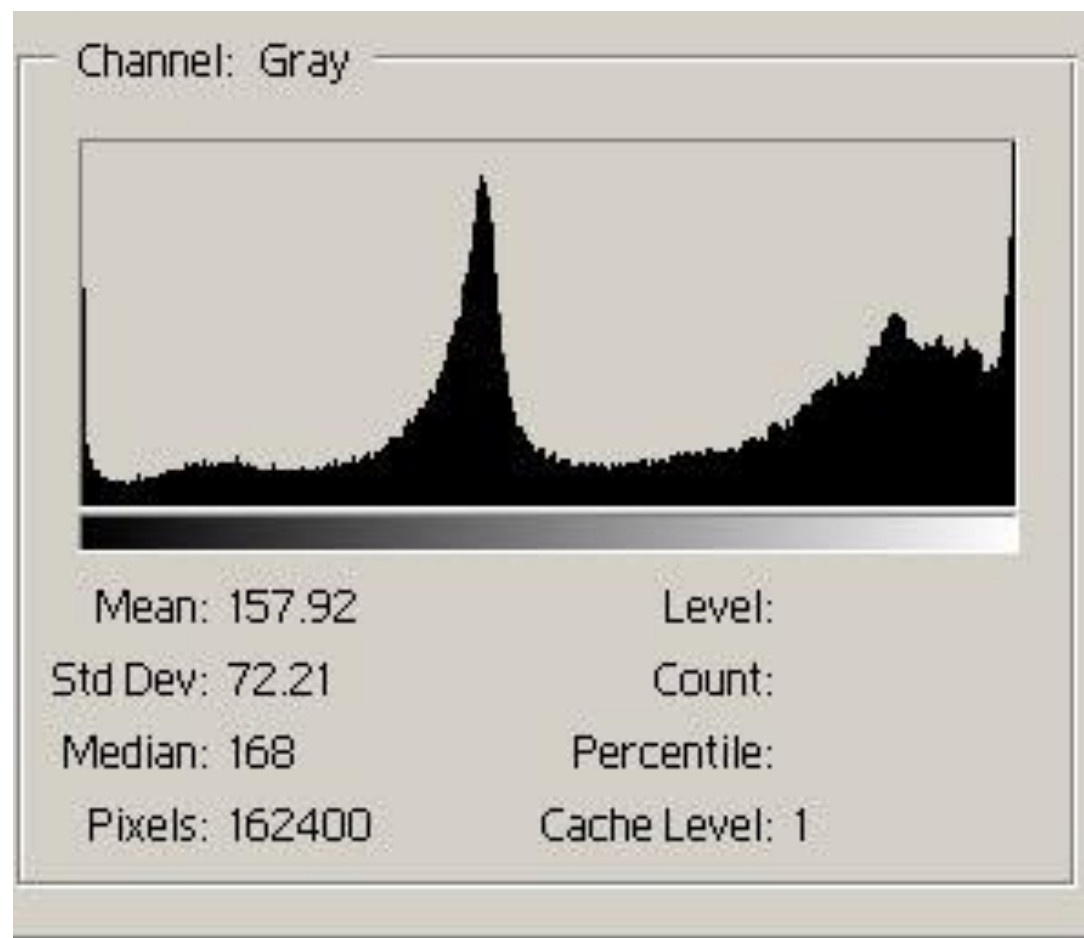 Channel: Gray
Mean: 157.92 Level:
Std Dev: 72.21 Count:
Median: 168 Percentile:
Pixels: 162400 Cache Level: 1